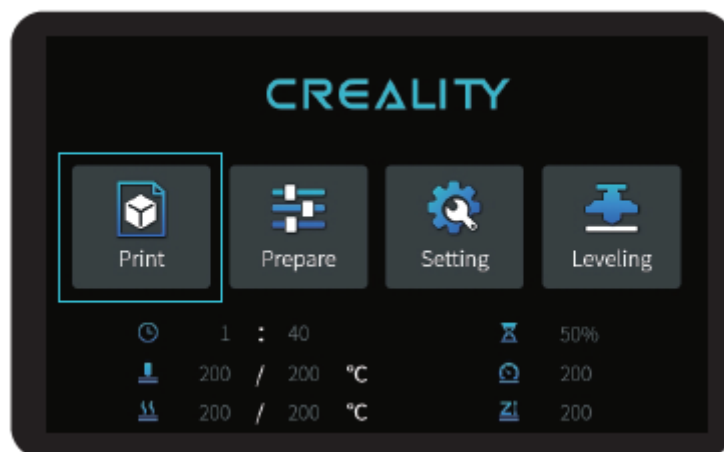 CREALITY
Print Prepare Setting Leveling
1 : 40 50%
200 / 200 °C 200
200 / 200 °C Z 200